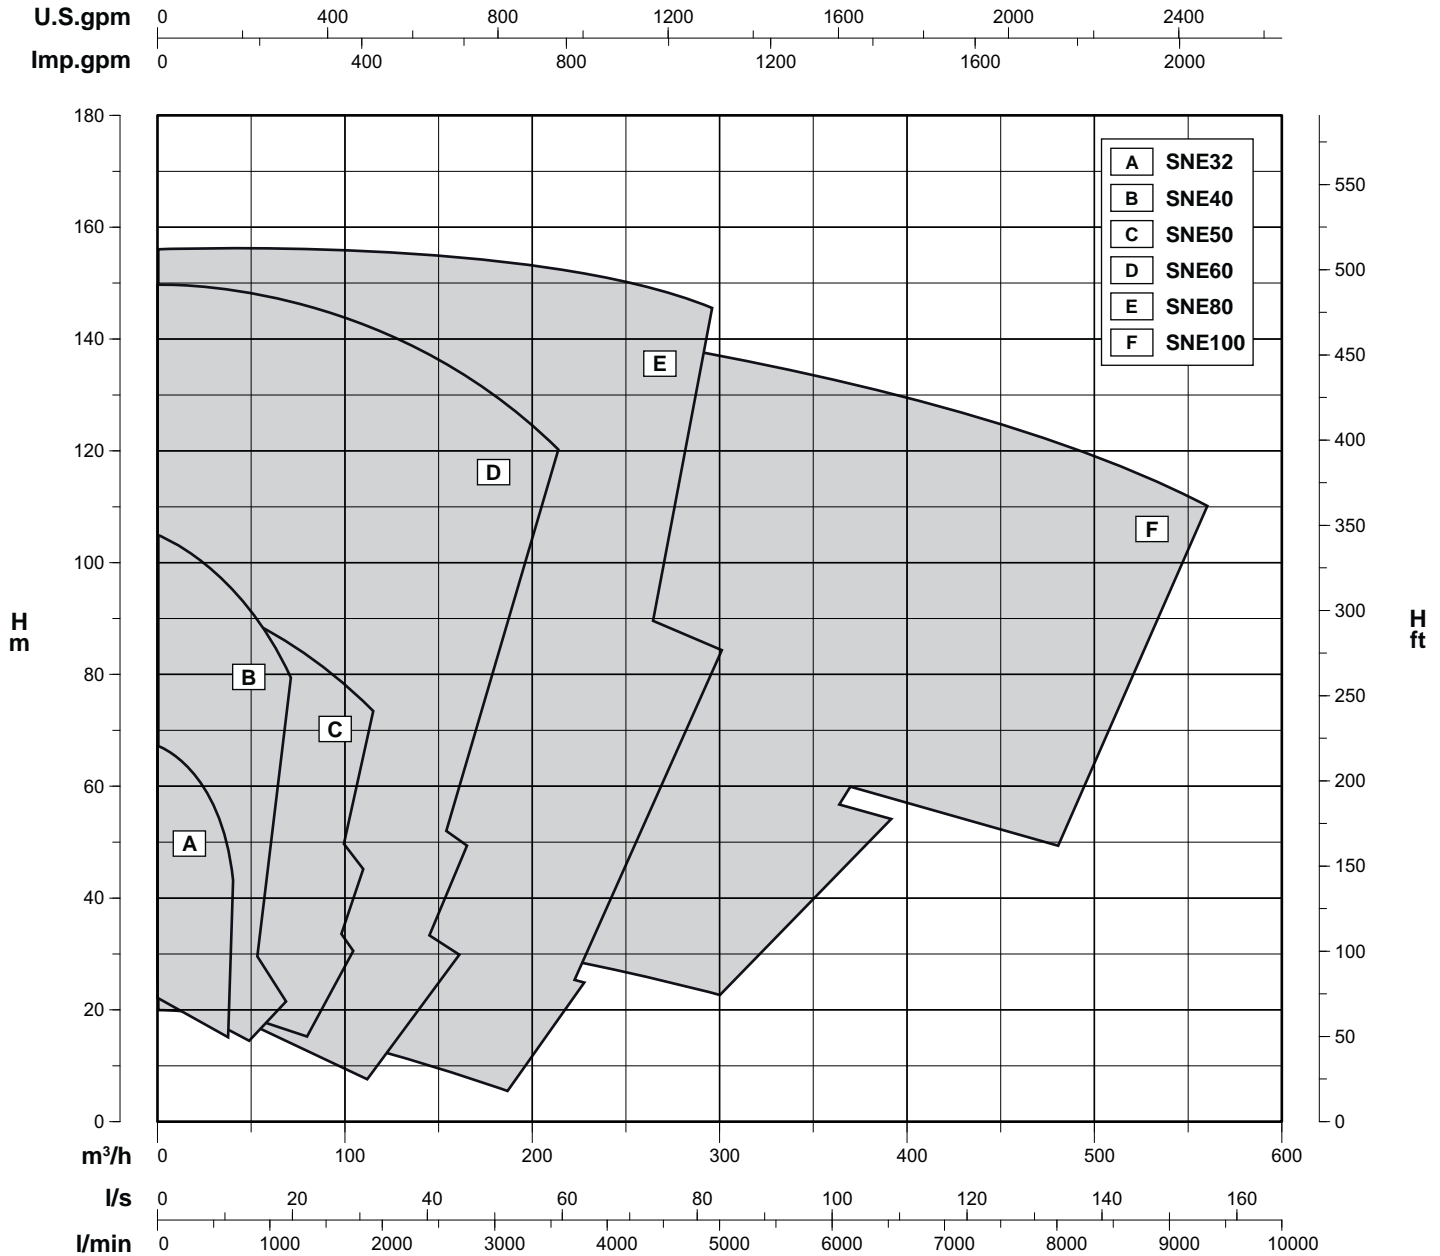 U.S.gpm 0 400 800 1200 1600 2000 2400
Imp.gpm 0 400 800 1200 1600 2000
180
160
140
120
100
80
60
40
20
0
H
m
A SNE32
B SNE40
C SNE50
D SNE60
E SNE80
F SNE100
E
D
F
B
C
A
550
500
450
400
350
300
250
200
150
100
50
0
H
ft
m³/h 0 100 200 300 400 500 600
l/s 0 20 40 60 80 100 120 140 160
l/min 0 1000 2000 3000 4000 5000 6000 7000 8000 9000 10000